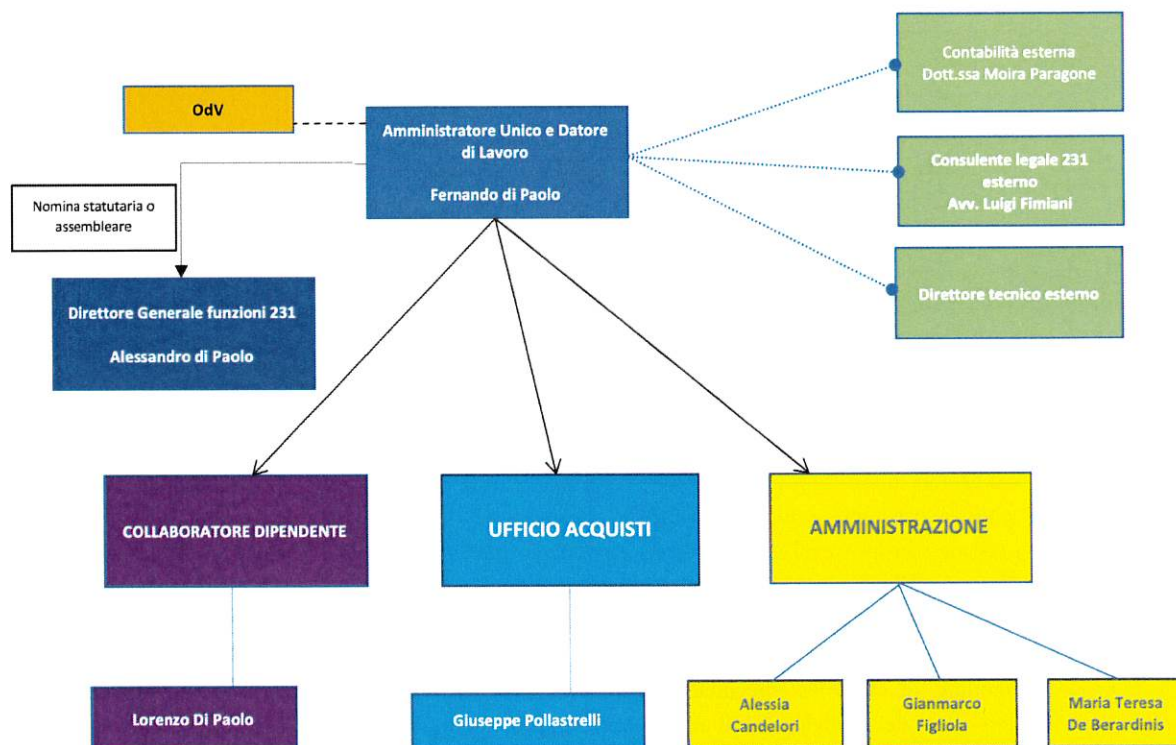 Contabilità esterna
Dott.ssa Moira Paragone
OdV
Amministratore Unico e Datore
di Lavoro
Fernando di Paolo
Consulente legale 231
esterno
Avv. Luigi Fimiani
Nomina statutaria o
assembleare
Direttore Generale funzioni 231
Alessandro di Paolo
Direttore tecnico esterno
COLLABORATORE DIPENDENTE
UFFICIO ACQUISTI
AMMINISTRAZIONE
Lorenzo Di Paolo
Giuseppe Pollastrelli
Alessia
Candelori
Gianmarco
Figliola
Maria Teresa
De Berardinis